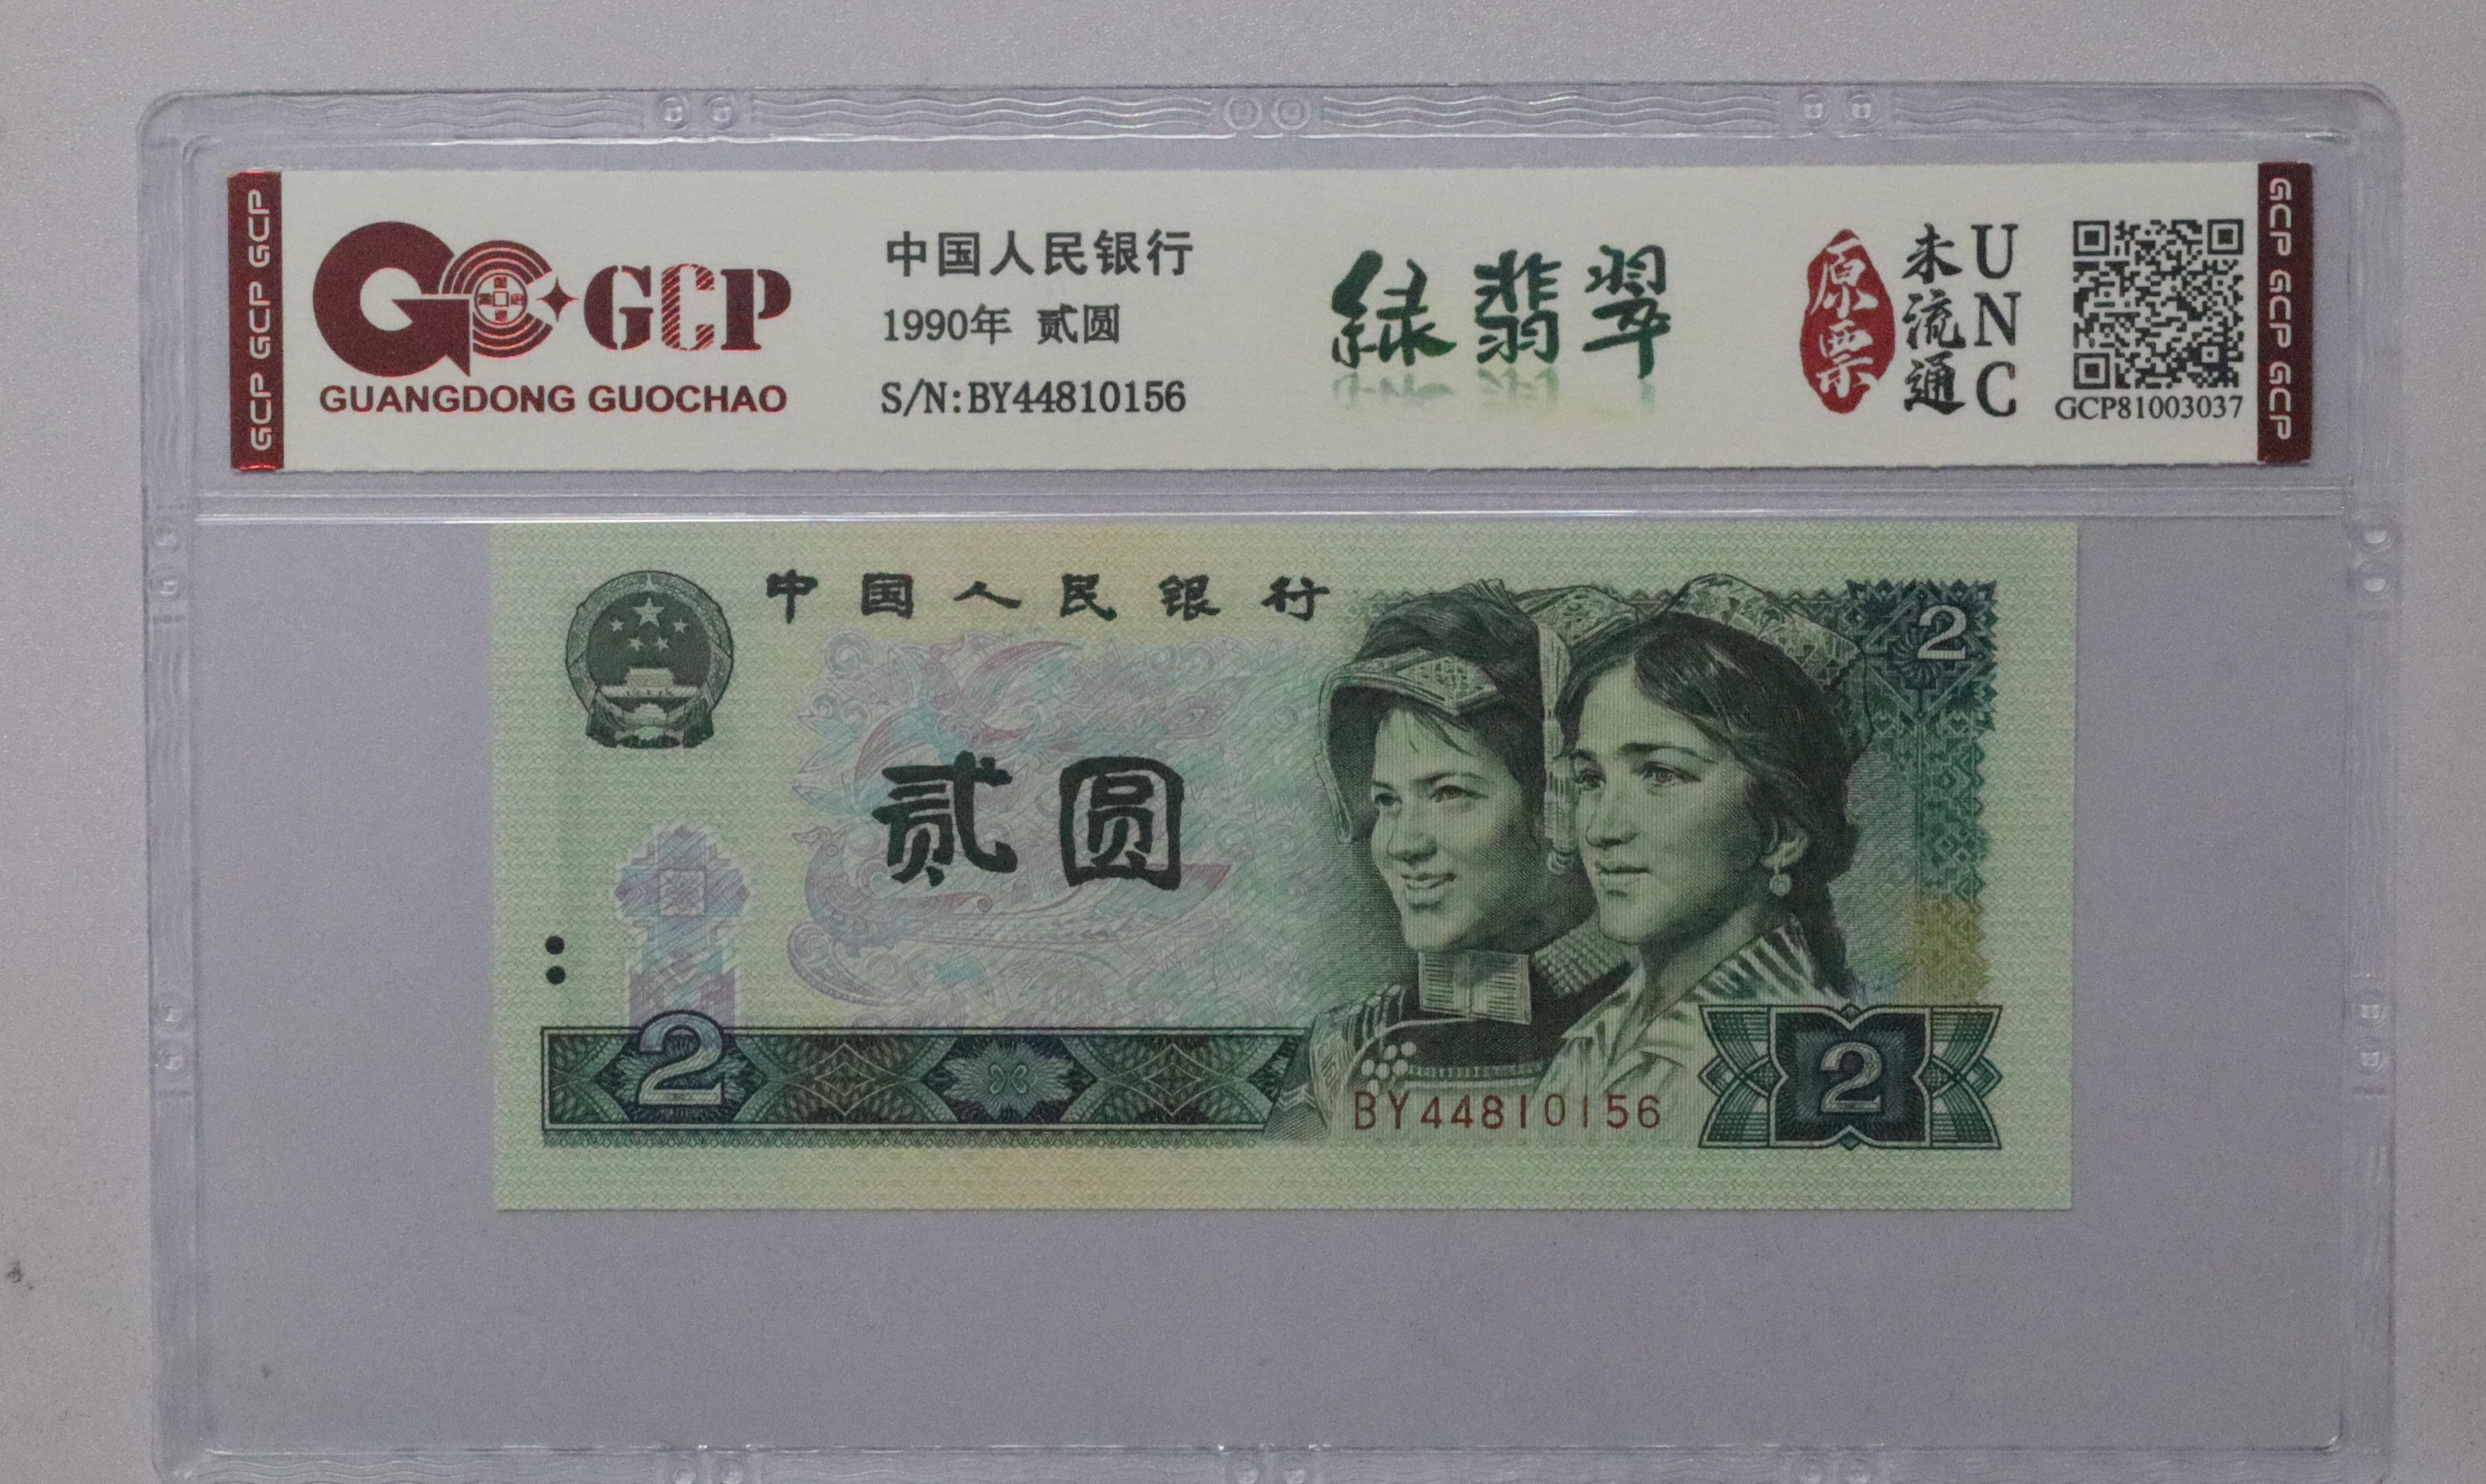 GCP GCP GCP
GCP
GUANGDONG GUOCHAO
中国人民银行
1990年 贰圆
S/N:BY44810156
绿翡翠
原票
未流通
UNC
GCP81003037
GCP GCP GCP
中国人民银行
2
贰圆
2
BY44810156
2